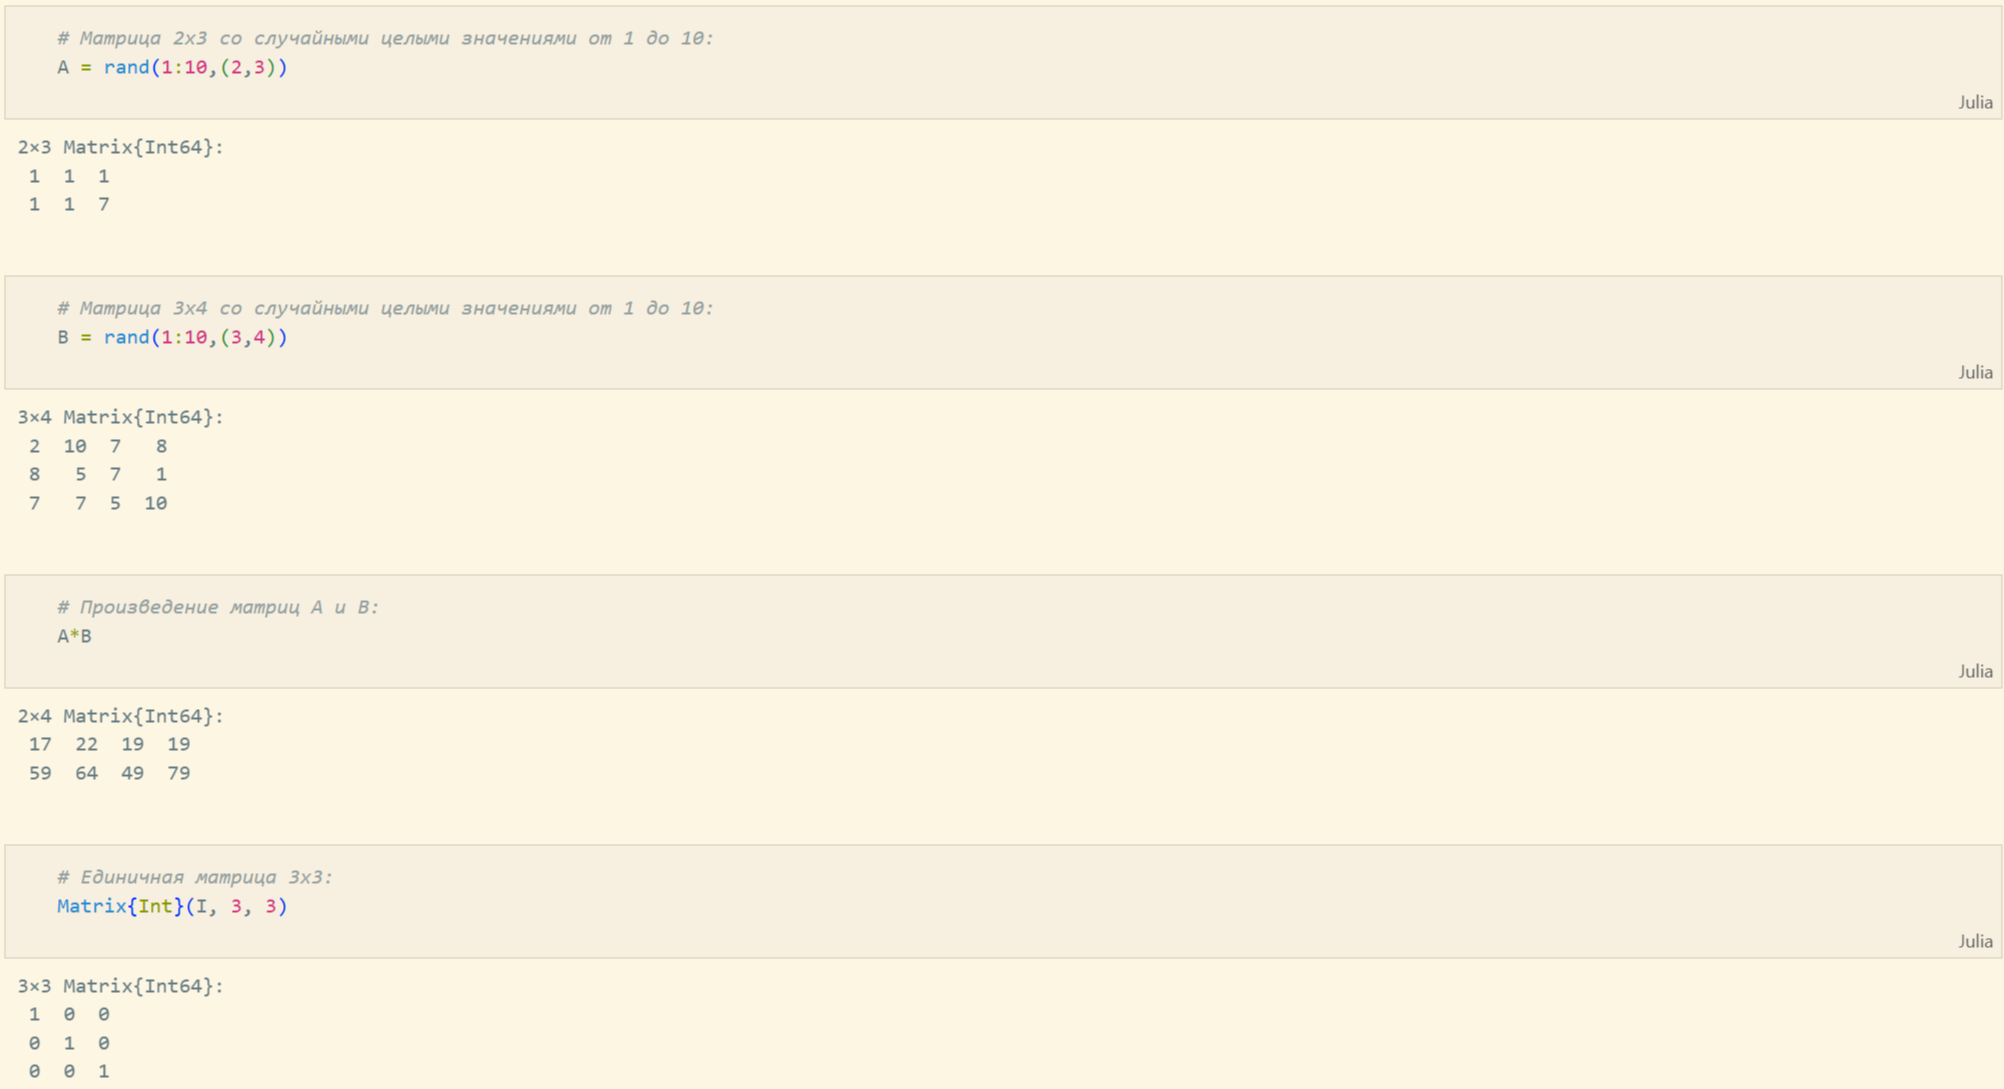 # Матрица 2x3 со случайными целыми значениями от 1 до 10:
A = rand(1:10,(2,3))
Julia
2×3 Matrix{Int64}:
1 1 1
1 1 7
# Матрица 3x4 со случайными целыми значениями от 1 до 10:
B = rand(1:10,(3,4))
Julia
3×4 Matrix{Int64}:
2 10 7 8
8 5 7 1
7 7 5 10
# Произведение матриц A и B:
A*B
Julia
2×4 Matrix{Int64}:
17 22 19 19
59 64 49 79
# Единичная матрица 3x3:
Matrix{Int}(I, 3, 3)
Julia
3×3 Matrix{Int64}:
1 0 0
0 1 0
0 0 1